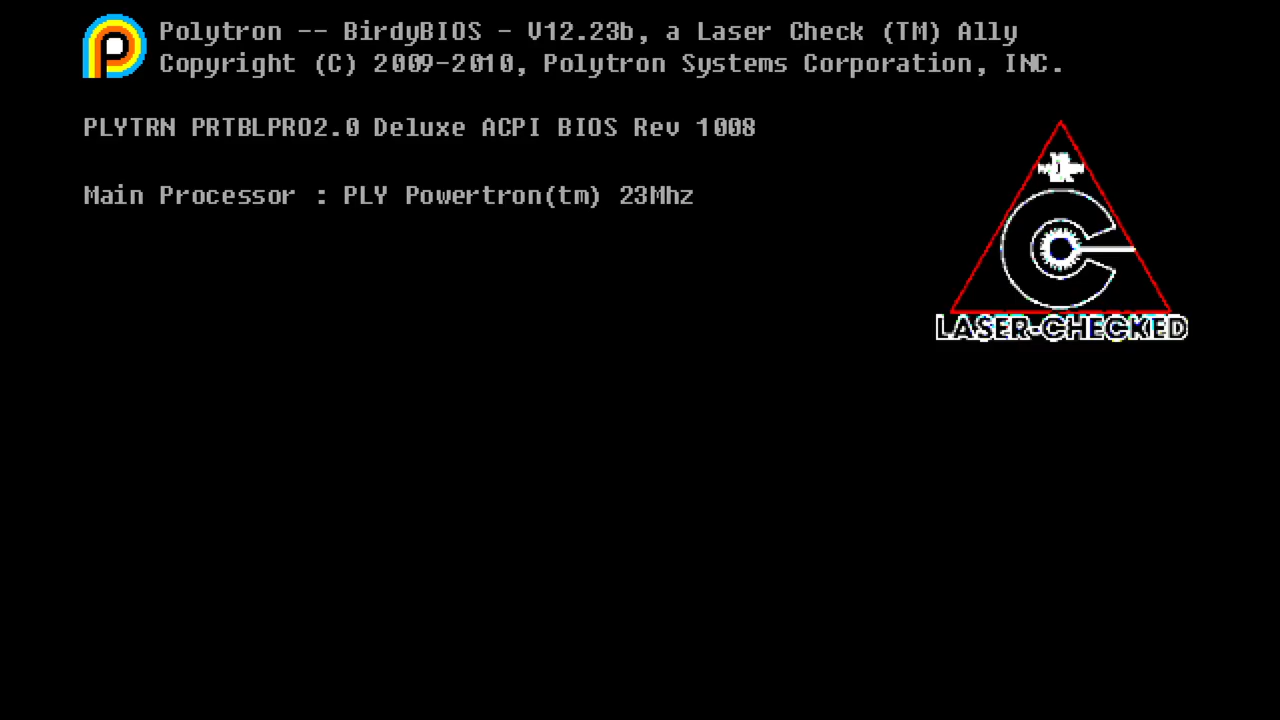 Polytron -- BirdyBIOS - V12.23b, a Laser Check (TM) Ally
Copyright (C) 2009-2010, Polytron Systems Corporation, INC.
PLYTRN PRTBLPRO2.0 Deluxe ACPI BIOS Rev 1008
Main Processor : PLY Powertron(tm) 23Mhz
LASER-CHECKED